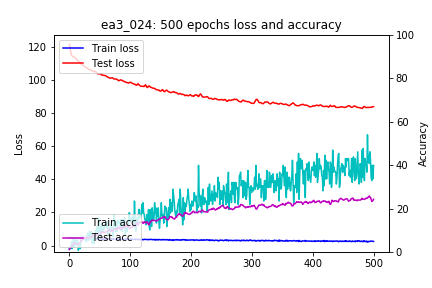 ea3_024: 500 epochs loss and accuracy
Train loss
Test loss
Train acc
Test acc
Loss
120
100
80
60
40
20
0
Accuracy
100
80
60
40
20
0
0
100
200
300
400
500